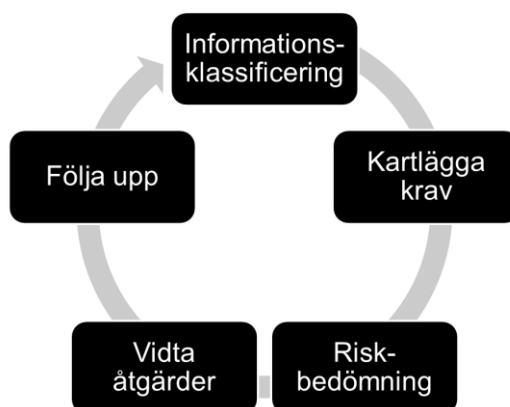 Informations-
klassificering
Kartlägga
krav
Risk-
bedömning
Vidta
åtgärder
Följa upp